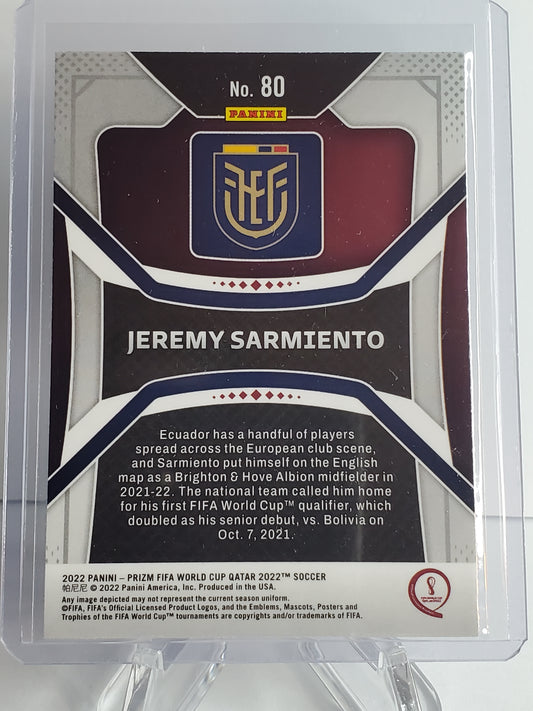 No. 80
PANINI
JEREMY SARMIENTO
Ecuador has a handful of players
spread across the European club scene,
and Sarmiento put himself on the English
map as a Brighton & Hove Albion midfielder in
2021-22. The national team called him home
for his first FIFA World Cup™ qualifier, which
doubled as his senior debut, vs. Bolivia on
Oct. 7, 2021.
2022 PANINI – PRIZM FIFA WORLD CUP QATAR 2022™ SOCCER
帕尼尼 © 2022 Panini America, Inc. Produced in the USA.
Any image depicted may not represent the current season uniform.
©FIFA, FIFA's Official Licensed Product Logos, and the Emblems, Mascots, Posters and
Trophies of the FIFA World Cup™ tournaments are copyrights and/or trademarks of FIFA.